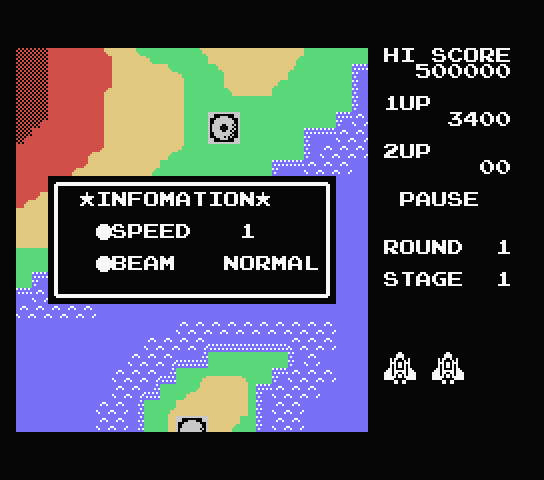 HI SCORE
500000
1UP
3400
2UP
00
PAUSE
ROUND 1
STAGE 1
★INFOMATION★
●SPEED 1
●BEAM NORMAL